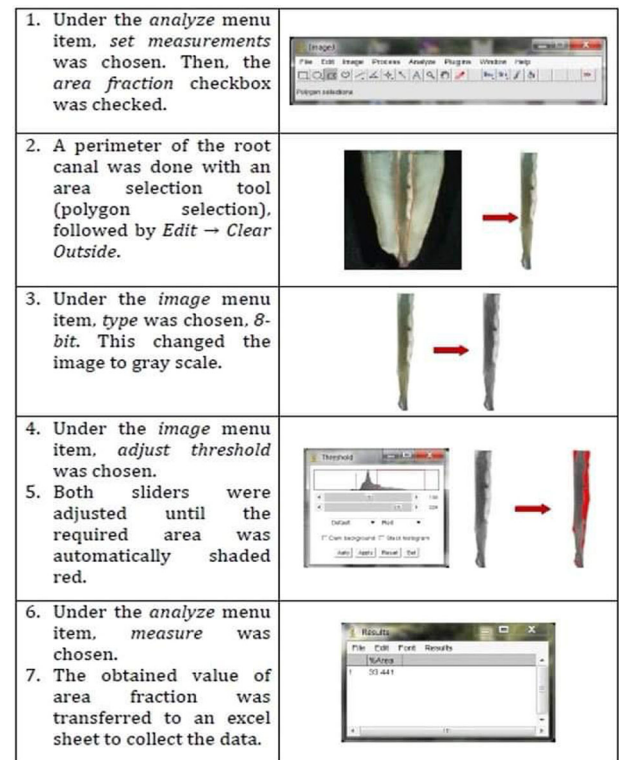 1. Under the analyze menu
item, set measurements
was chosen. Then, the
area fraction checkbox
was checked.
ImageJ
File Edit Image Process Analyze Plugins Window Help
Polygon selections
2. A perimeter of the root
canal was done with an
area selection tool
(polygon selection),
followed by Edit → Clear
Outside.
3. Under the image menu
item, type was chosen, 8-
bit. This changed the
image to gray scale.
4. Under the image menu
item, adjust threshold
was chosen.
5. Both sliders were
adjusted until the
required area was
automatically shaded
red.
Threshold
Default Red
Dark background Stack histogram
Auto Apply Reset Set
6. Under the analyze menu
item, measure was
chosen.
7. The obtained value of
area fraction was
transferred to an excel
sheet to collect the data.
Results
File Edit Font Results
%Area
1